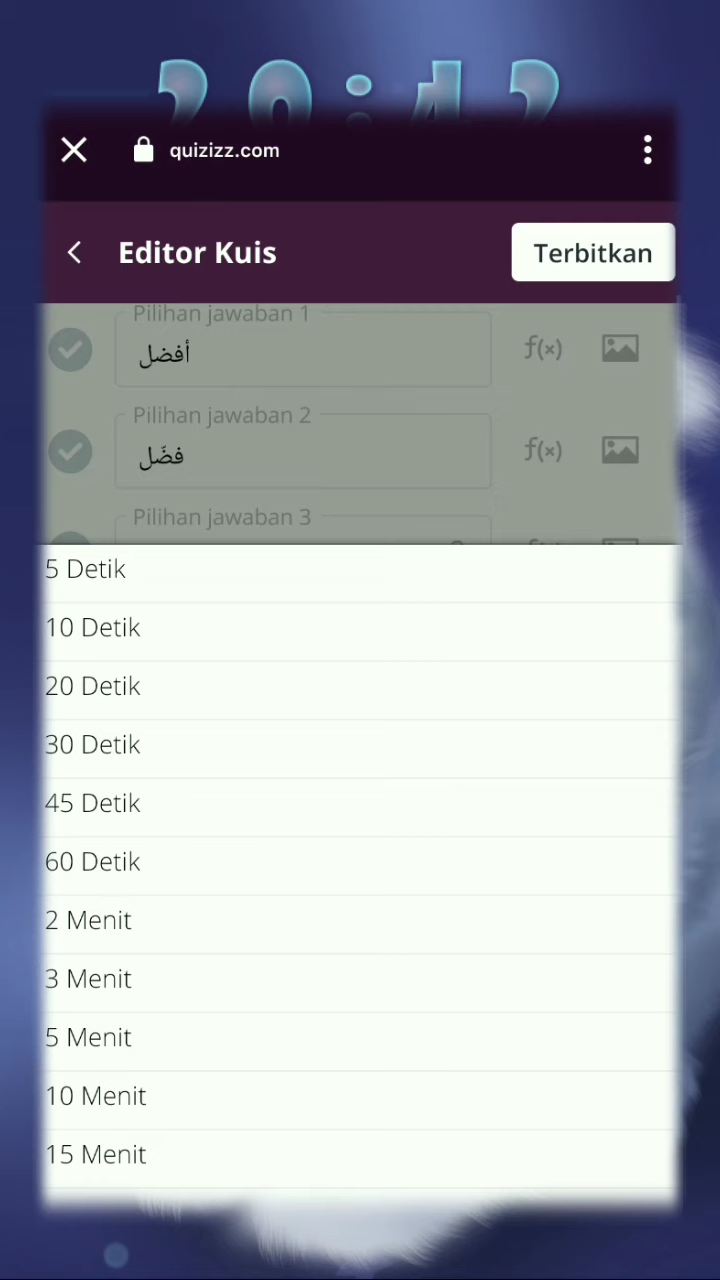 20:42
quizizz.com
Editor Kuis
Terbitkan
Pilihan jawaban 1
أفضل
f(x)
Pilihan jawaban 2
فضّل
f(x)
Pilihan jawaban 3
5 Detik
10 Detik
20 Detik
30 Detik
45 Detik
60 Detik
2 Menit
3 Menit
5 Menit
10 Menit
15 Menit